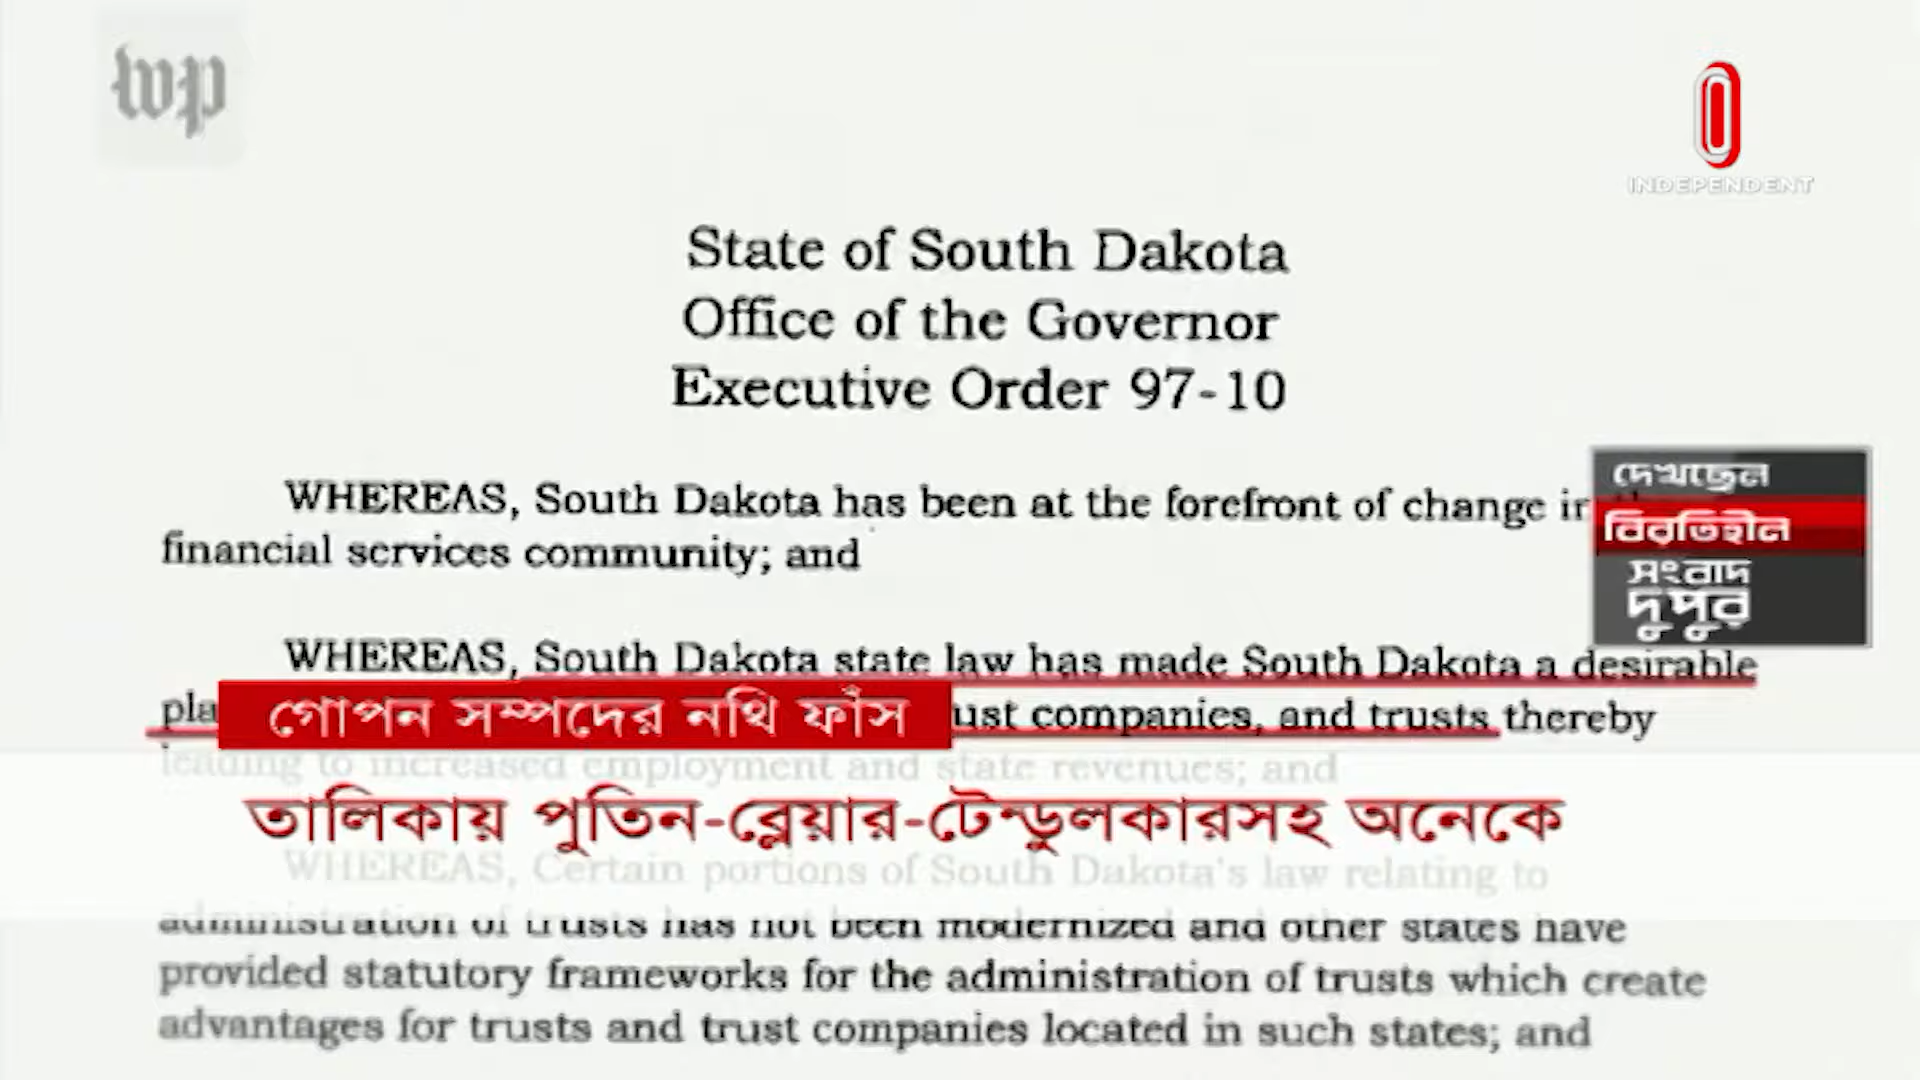 wp
INDEPENDENT
State of South Dakota
Office of the Governor
Executive Order 97-10
WHEREAS, South Dakota has been at the forefront of change in
financial services community; and
দেখছেন
বিরতিহীন
সংবাদ
দুপুর
WHEREAS, South Dakota state law has made South Dakota a desirable
companies, and trusts thereby
গোপন সম্পদের নথি ফাঁস
leading to increased employment and state revenues; and
তালিকায় পুতিন-ব্লেয়ার-টেন্ডুলকারসহ অনেকে
WHEREAS, Certain portions of South Dakota's law relating to
administration of trusts has not been modernized and other states have
provided statutory frameworks for the administration of trusts which create
advantages for trusts and trust companies located in such states; and